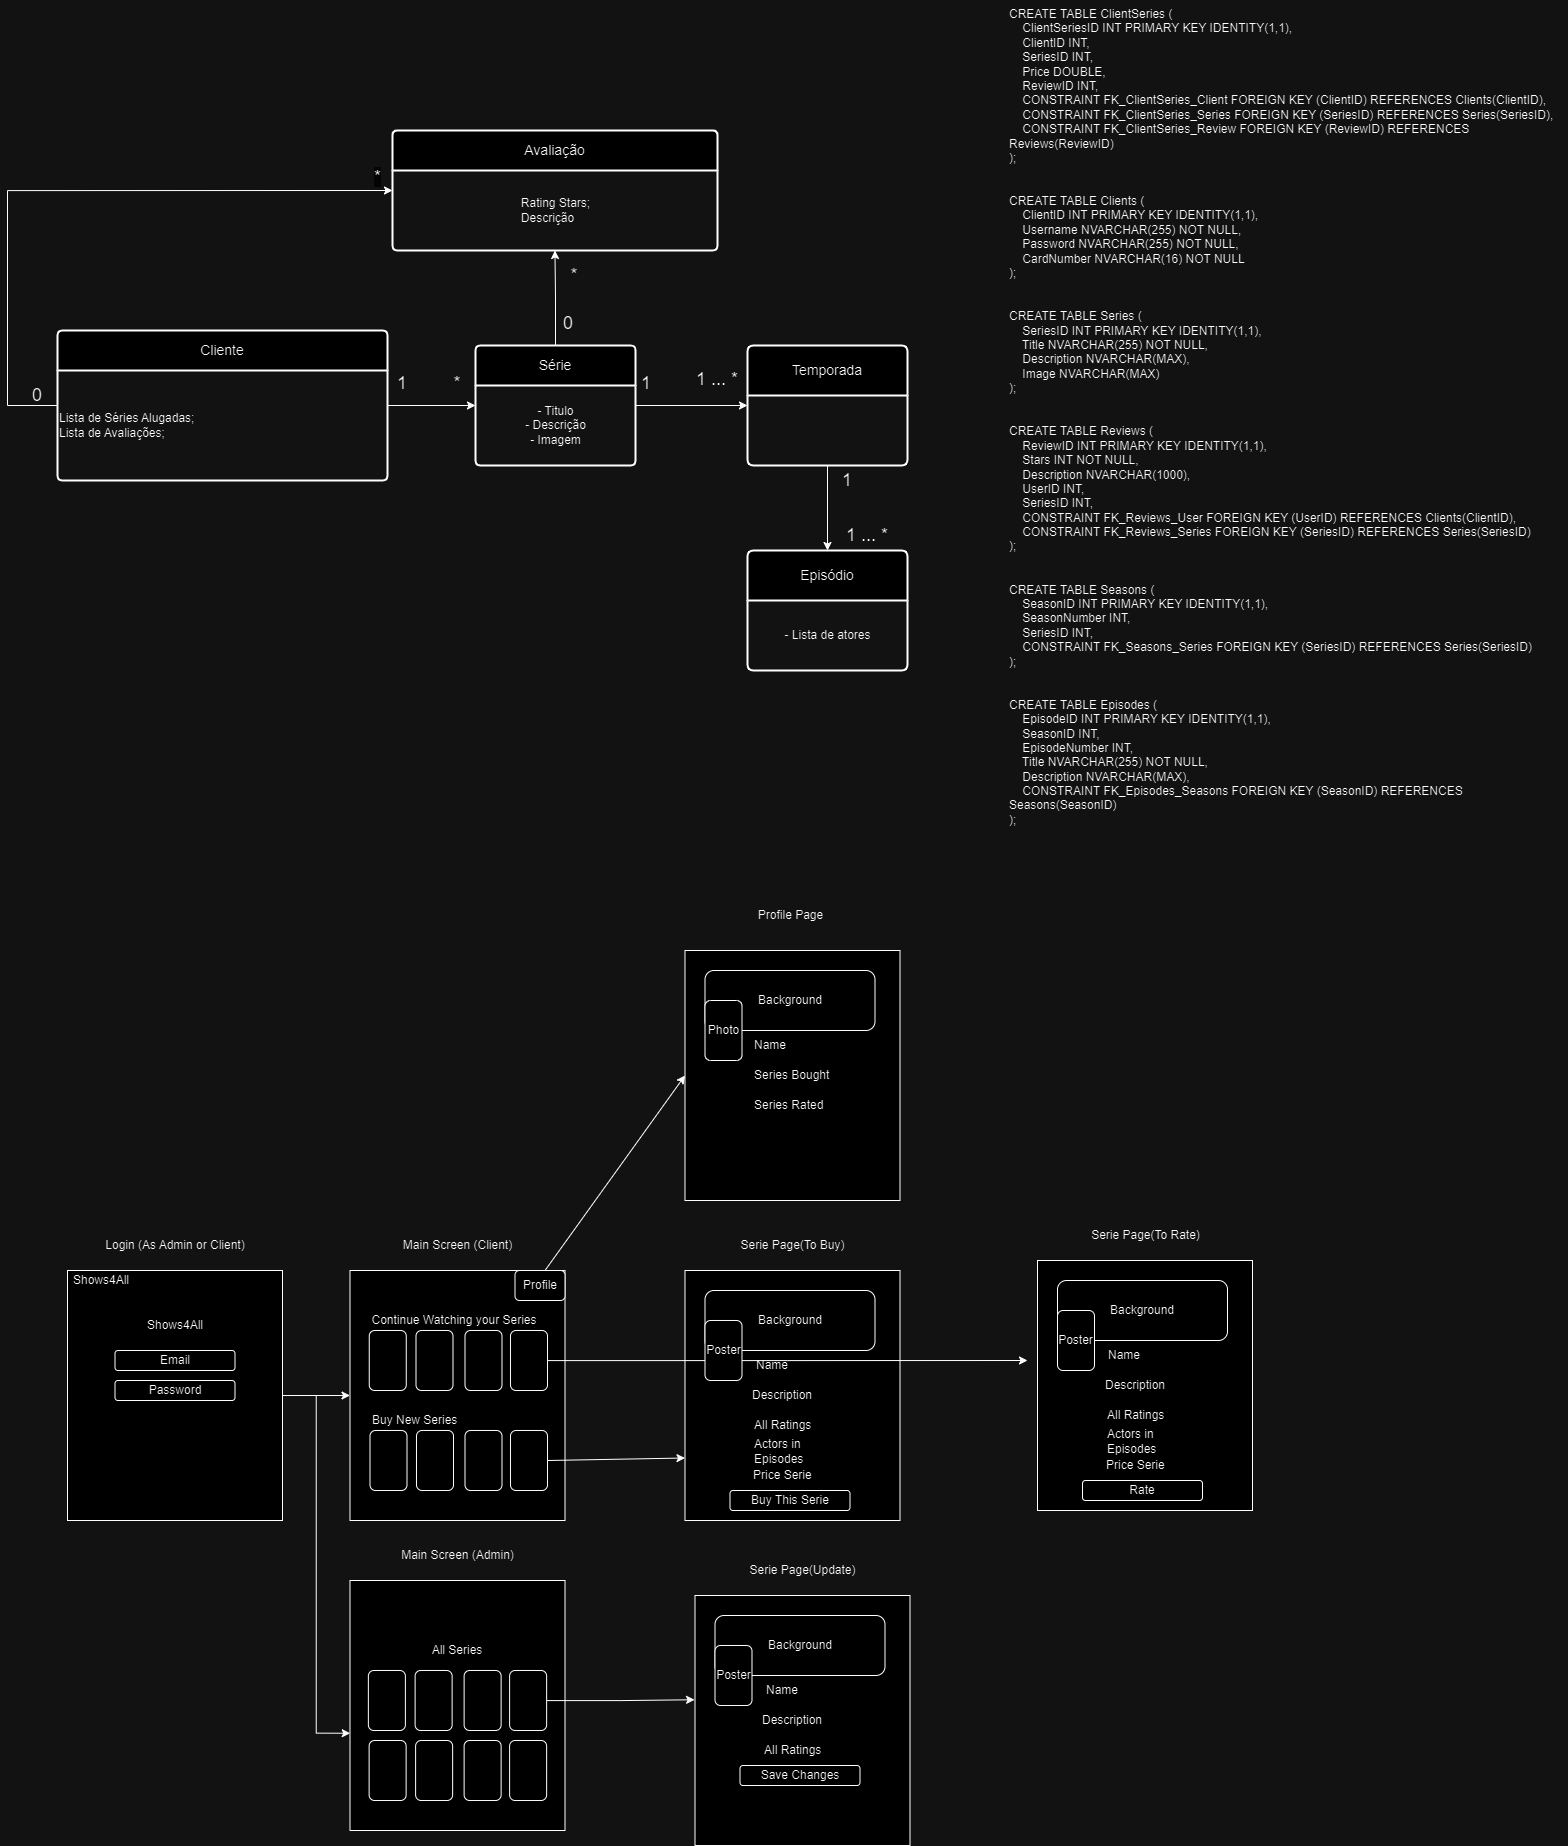 CREATE TABLE ClientSeries (
ClientSeriesID INT PRIMARY KEY IDENTITY(1,1),
ClientID INT,
SeriesID INT,
Price DOUBLE,
ReviewID INT,
CONSTRAINT FK_ClientSeries_Client FOREIGN KEY (ClientID) REFERENCES Clients(ClientID),
CONSTRAINT FK_ClientSeries_Series FOREIGN KEY (SeriesID) REFERENCES Series(SeriesID),
CONSTRAINT FK_ClientSeries_Review FOREIGN KEY (ReviewID) REFERENCES
Reviews(ReviewID)
);
CREATE TABLE Clients (
ClientID INT PRIMARY KEY IDENTITY(1,1),
Username NVARCHAR(255) NOT NULL,
Password NVARCHAR(255) NOT NULL,
CardNumber NVARCHAR(16) NOT NULL
);
CREATE TABLE Series (
SeriesID INT PRIMARY KEY IDENTITY(1,1),
Title NVARCHAR(255) NOT NULL,
Description NVARCHAR(MAX),
Image NVARCHAR(MAX)
);
CREATE TABLE Reviews (
ReviewID INT PRIMARY KEY IDENTITY(1,1),
Stars INT NOT NULL,
Description NVARCHAR(1000),
UserID INT,
SeriesID INT,
CONSTRAINT FK_Reviews_User FOREIGN KEY (UserID) REFERENCES Clients(ClientID),
CONSTRAINT FK_Reviews_Series FOREIGN KEY (SeriesID) REFERENCES Series(SeriesID)
);
CREATE TABLE Seasons (
SeasonID INT PRIMARY KEY IDENTITY(1,1),
SeasonNumber INT,
SeriesID INT,
CONSTRAINT FK_Seasons_Series FOREIGN KEY (SeriesID) REFERENCES Series(SeriesID)
);
CREATE TABLE Episodes (
EpisodeID INT PRIMARY KEY IDENTITY(1,1),
SeasonID INT,
EpisodeNumber INT,
Title NVARCHAR(255) NOT NULL,
Description NVARCHAR(MAX),
CONSTRAINT FK_Episodes_Seasons FOREIGN KEY (SeasonID) REFERENCES
Seasons(SeasonID)
);
Avaliação
*
Rating Stars;
Descrição
*
0
Cliente
0
Lista de Séries Alugadas;
Lista de Avaliações;
1
*
Série
- Titulo
- Descrição
- Imagem
1
1 ... *
Temporada
1
1 ... *
Episódio
- Lista de atores
Profile Page
Background
Photo
Name
Series Bought
Series Rated
Login (As Admin or Client)
Shows4All
Shows4All
Email
Password
Main Screen (Client)
Profile
Continue Watching your Series
Buy New Series
Serie Page(To Buy)
Background
Poster
Name
Description
All Ratings
Actors in
Episodes
Price Serie
Buy This Serie
Serie Page(To Rate)
Background
Poster
Name
Description
All Ratings
Actors in
Episodes
Price Serie
Rate
Main Screen (Admin)
All Series
Serie Page(Update)
Background
Poster
Name
Description
All Ratings
Save Changes